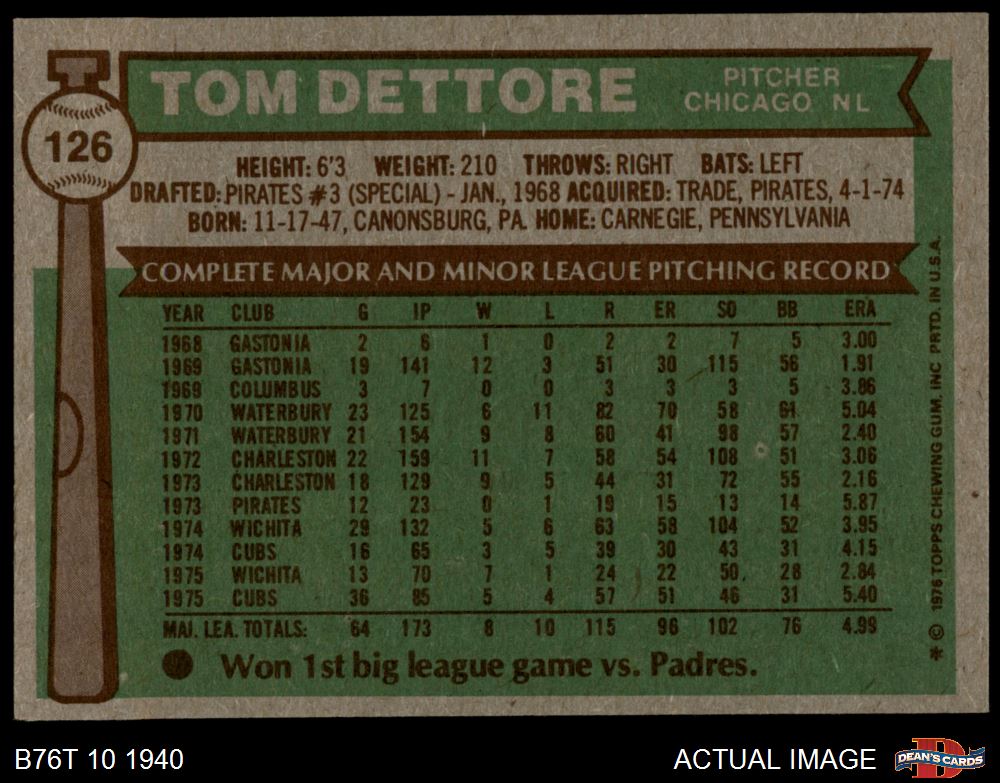 TOM DETTORE
PITCHER
CHICAGO NL
126
HEIGHT: 6'3 WEIGHT: 210 THROWS: RIGHT BATS: LEFT
DRAFTED: PIRATES #3 (SPECIAL) - JAN., 1968 ACQUIRED: TRADE, PIRATES, 4-1-74
BORN: 11-17-47, CANONSBURG, PA. HOME: CARNEGIE, PENNSYLVANIA
COMPLETE MAJOR AND MINOR LEAGUE PITCHING RECORD
YEAR CLUB G IP W L R ER SO BB ERA
1968 GASTONIA 2 6 1 0 2 2 7 5 3.00
1969 GASTONIA 19 141 12 3 51 30 115 56 1.91
1969 COLUMBUS 3 7 0 0 3 3 3 5 3.86
1970 WATERBURY 23 125 6 11 82 70 58 61 5.04
1971 WATERBURY 21 154 9 8 60 41 98 57 2.40
1972 CHARLESTON 22 159 11 7 58 54 108 51 3.06
1973 CHARLESTON 18 129 9 5 44 31 72 55 2.16
1973 PIRATES 12 23 0 1 19 15 13 14 5.87
1974 WICHITA 29 132 5 6 63 58 104 52 3.95
1974 CUBS 16 65 3 5 39 30 43 31 4.15
1975 WICHITA 13 70 7 1 24 22 50. 28 2.84
1975 CUBS 36 85 5 4 57 51 46 31 5.40
MAJ. LEA. TOTALS: 64 173 8 10 115 96 102 76 4.99
Won 1st big league game vs. Padres.
* © 1976 TOPPS CHEWING GUM. INC PRTD. IN U.S.A.
B76T 10 1940
ACTUAL IMAGE
D
DEAN'S CARDS